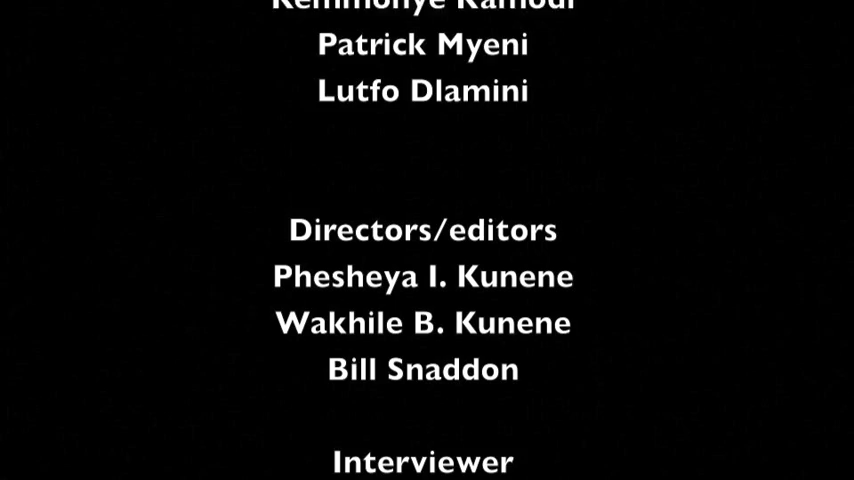 Patrick Myeni
Lutfo Dlamini
Directors/editors
Phesheya I. Kunene
Wakhile B. Kunene
Bill Snaddon
Interviewer